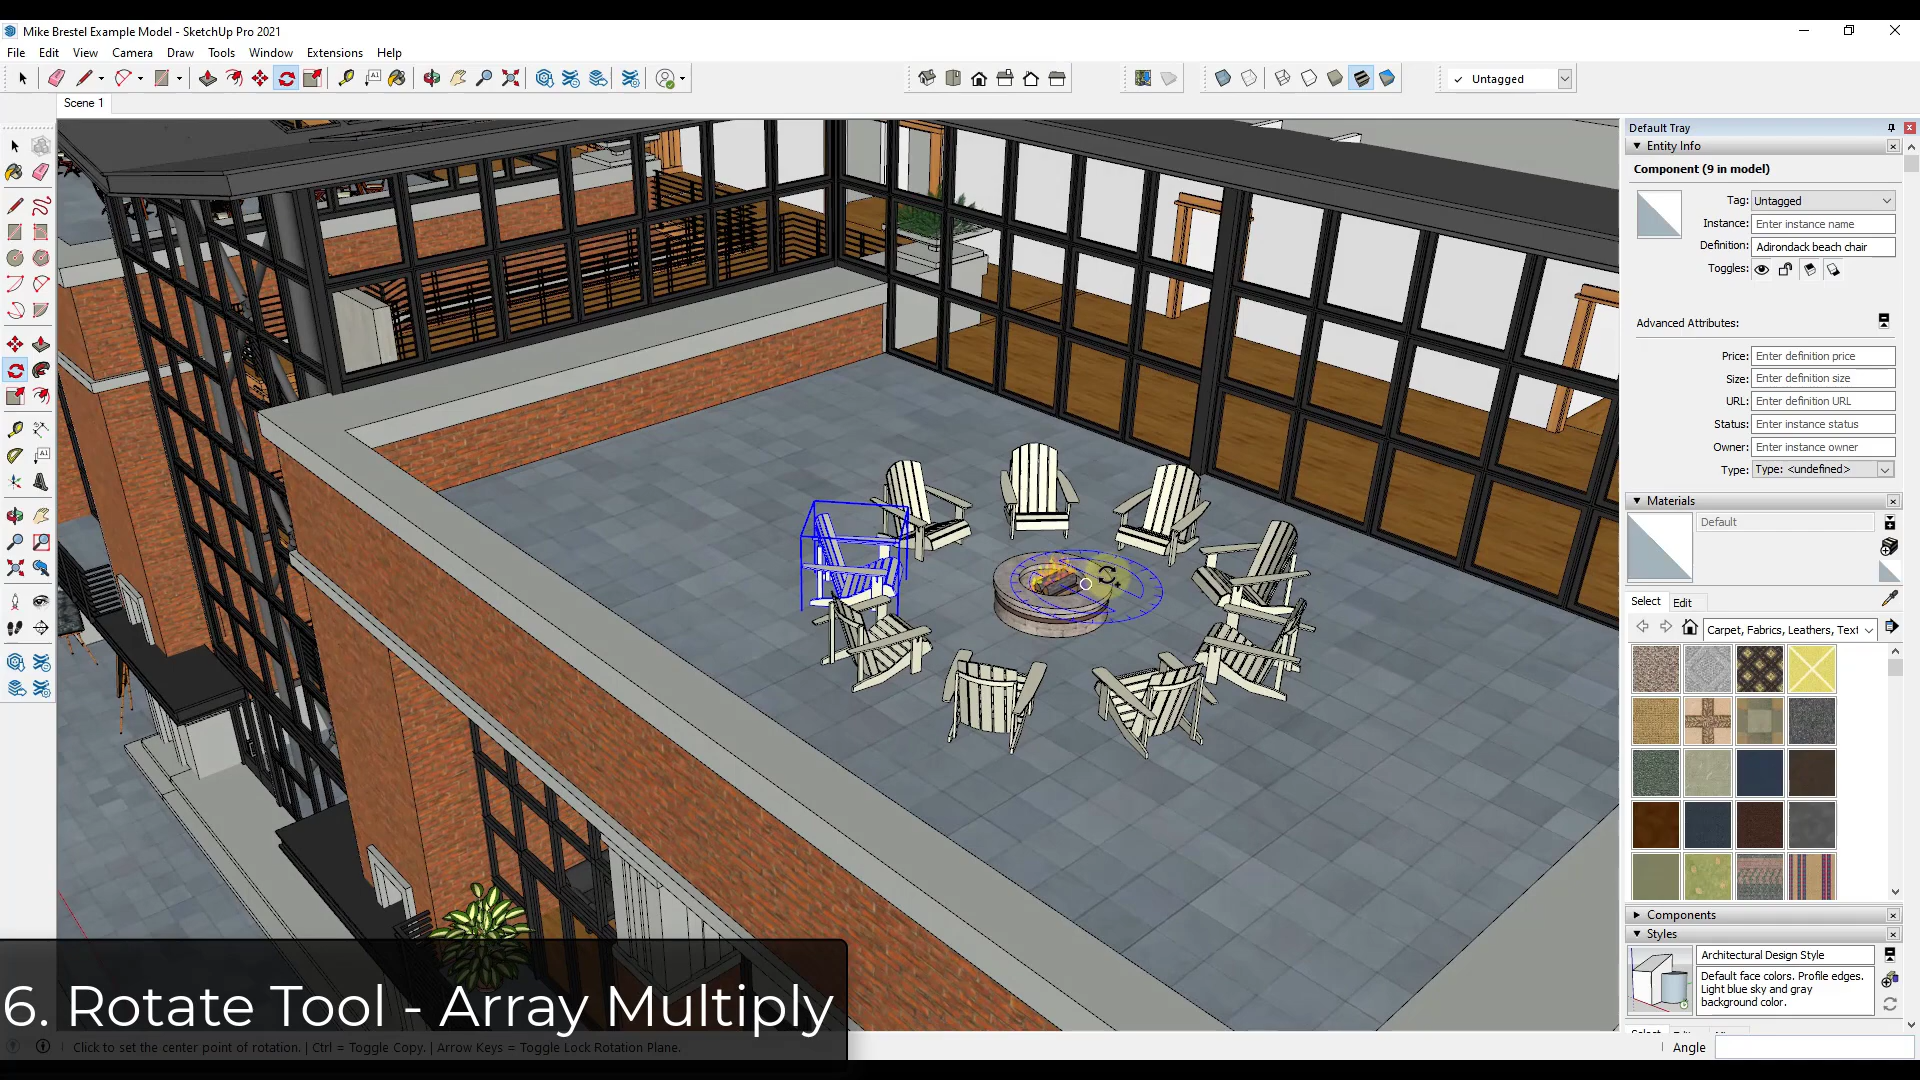 Mike Brestel Example Model - SketchUp Pro 2021
File Edit View Camera Draw Tools Window Extensions Help
Untagged
Scene 1
Default Tray
Entity Info
Component (9 in model)
Tag: Untagged
Instance: Enter instance name
Definition: Adirondack beach chair
Toggles:
Advanced Attributes:
Price: Enter definition price
Size: Enter definition size
URL: Enter definition URL
Status: Enter instance status
Owner: Enter instance owner
Type: Type: <undefined>
Materials
Default
Select Edit
Carpet, Fabrics, Leathers, Text
Components
Styles
Architectural Design Style
Default face colors. Profile edges.
Light blue sky and gray
background color.
6. Rotate Tool - Array Multiply
Click to set the center point of rotation. | Ctrl = Toggle Copy. | Arrow Keys = Toggle Lock Rotation Plane.
Angle